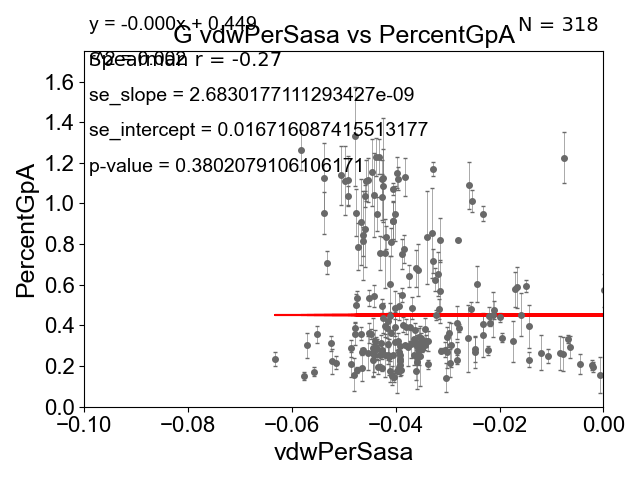 y = -0.000x + 0.449
N = 318
G vdwPerSasa vs PercentGpA
Spearman r = -0.27
se_slope = 2.6830177111293427e-09
se_intercept = 0.016716087415513177
p-value = 0.3802079106106171
PercentGpA
1.6
1.4
1.2
1.0
0.8
0.6
0.4
0.2
0.0
−0.10
−0.08
−0.06
−0.04
−0.02
0.00
vdwPerSasa